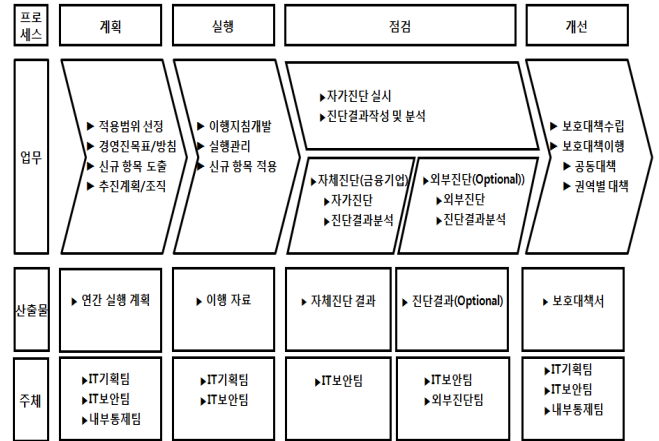 프로
세스
계획
실행
점검
개선
업무
▶ 적용범위 선정
▶ 경영진목표/방침
▶ 신규 항목 도출
▶ 추진계획/조직
▶ 이행지침개발
▶ 실행관리
▶ 신규 항목 적용
▶자가진단 실시
▶진단결과작성 및 분석
▶자체진단(금융기업)
▶자가진단
▶진단결과분석
▶외부진단(Optional))
▶외부진단
▶진단결과분석
▶ 보호대책수립
▶ 보호대책이행
▶ 공동대책
▶ 권역별 대책
산출물
▶ 연간 실행 계획
▶ 이행 자료
▶ 자체진단 결과
▶ 진단결과(Optional)
▶ 보호대책서
주체
▶IT기획팀
▶IT보안팀
▶내부통제팀
▶IT기획팀
▶IT보안팀
▶IT보안팀
▶IT보안팀
▶외부진단팀
▶IT기획팀
▶IT보안팀
▶내부통제팀